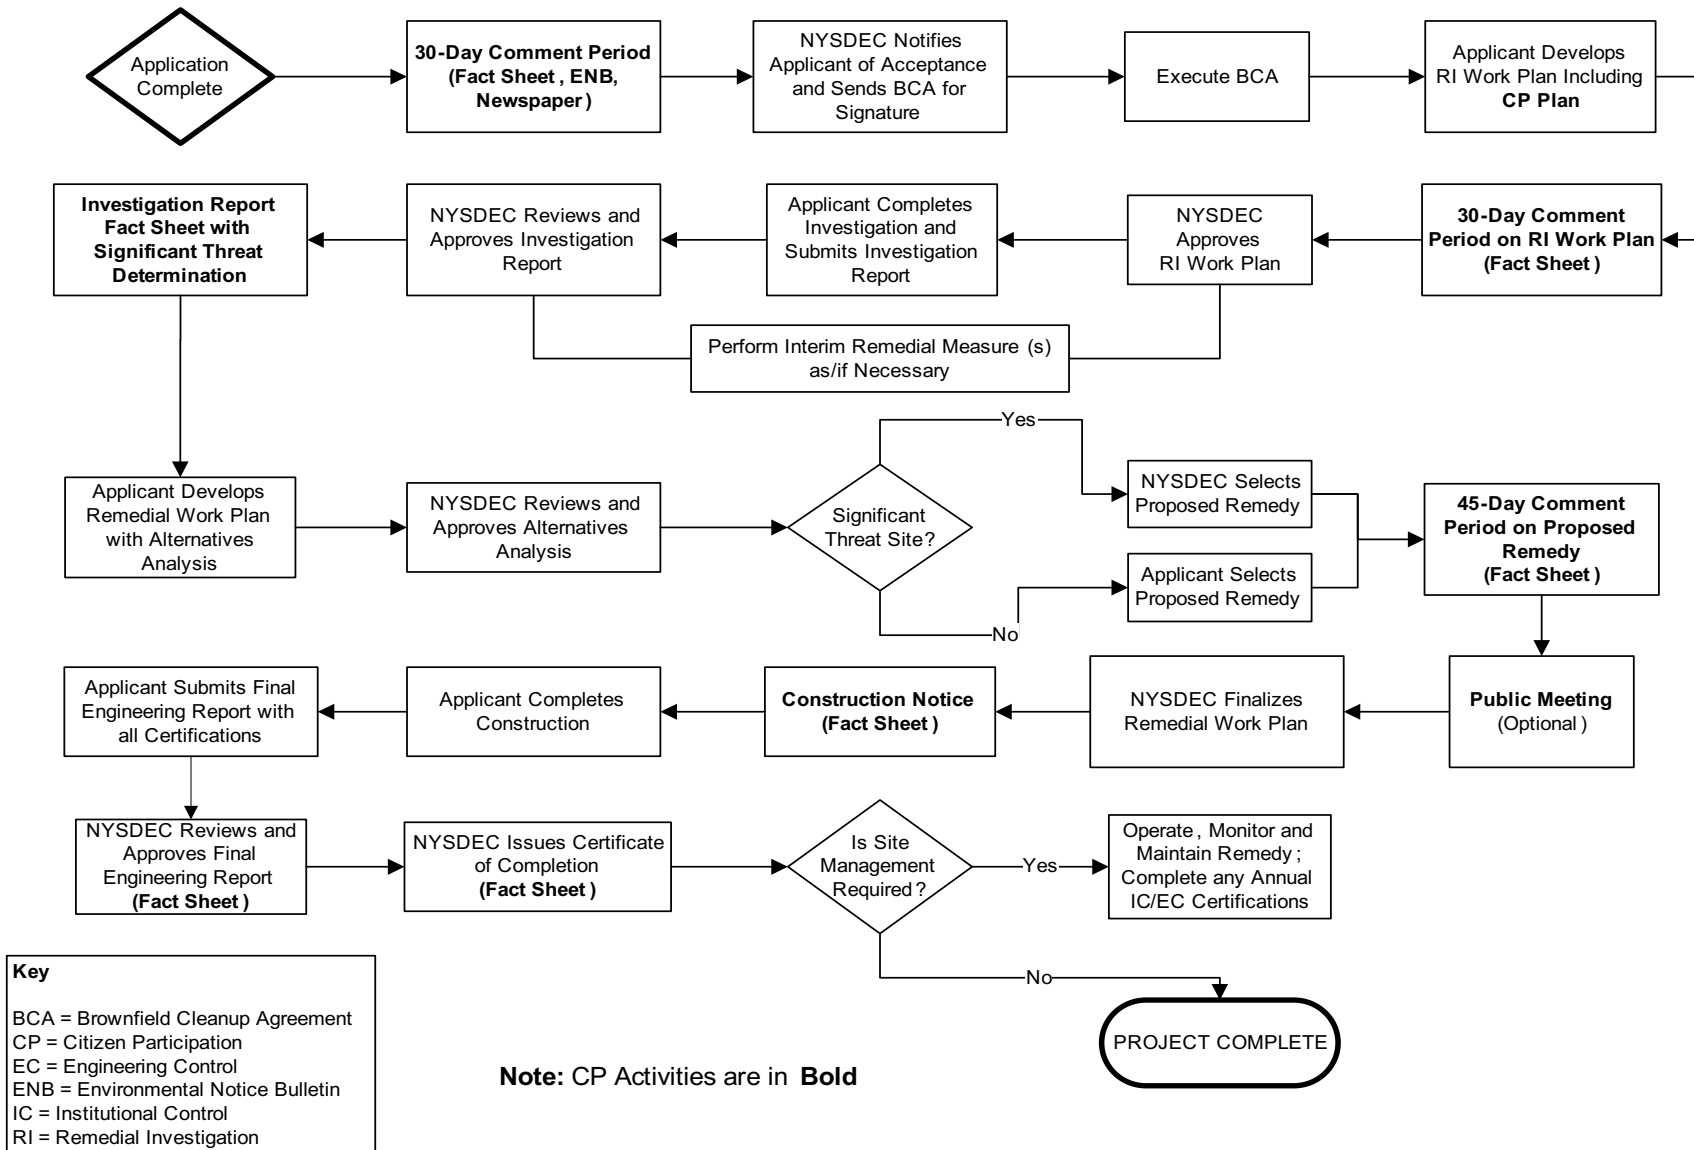 Application
Complete
30-Day Comment Period
(Fact Sheet , ENB,
Newspaper )
NYSDEC Notifies
Applicant of Acceptance
and Sends BCA for
Signature
Execute BCA
Applicant Develops
RI Work Plan Including
CP Plan
30-Day Comment
Period on RI Work Plan
(Fact Sheet )
NYSDEC
Approves
RI Work Plan
Applicant Completes
Investigation and
Submits Investigation
Report
NYSDEC Reviews and
Approves Investigation
Report
Investigation Report
Fact Sheet with
Significant Threat
Determination
Perform Interim Remedial Measure (s)
as/if Necessary
Applicant Develops
Remedial Work Plan
with Alternatives
Analysis
NYSDEC Reviews and
Approves Alternatives
Analysis
Significant
Threat Site?
Yes
No
NYSDEC Selects
Proposed Remedy
Applicant Selects
Proposed Remedy
45-Day Comment
Period on Proposed
Remedy
(Fact Sheet )
Public Meeting
(Optional )
NYSDEC Finalizes
Remedial Work Plan
Construction Notice
(Fact Sheet )
Applicant Completes
Construction
Applicant Submits Final
Engineering Report with
all Certifications
NYSDEC Reviews and
Approves Final
Engineering Report
(Fact Sheet )
NYSDEC Issues Certificate
of Completion
(Fact Sheet )
Is Site
Management
Required ?
Yes
Operate , Monitor and
Maintain Remedy ;
Complete any Annual
IC/EC Certifications
No
PROJECT COMPLETE
Key
BCA = Brownfield Cleanup Agreement
CP = Citizen Participation
EC = Engineering Control
ENB = Environmental Notice Bulletin
IC = Institutional Control
RI = Remedial Investigation
Note: CP Activities are in Bold